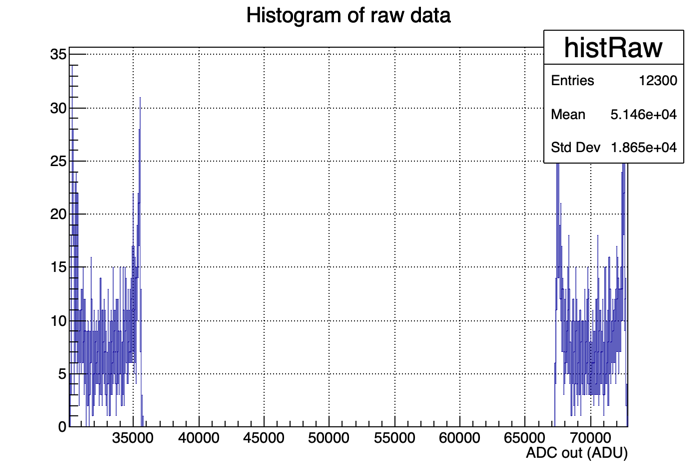 Histogram of raw data
histRaw
Entries 12300
Mean 5.146e+04
Std Dev 1.865e+04
35
30
25
20
15
10
5
0
35000 40000 45000 50000 55000 60000 65000 70000
ADC out (ADU)